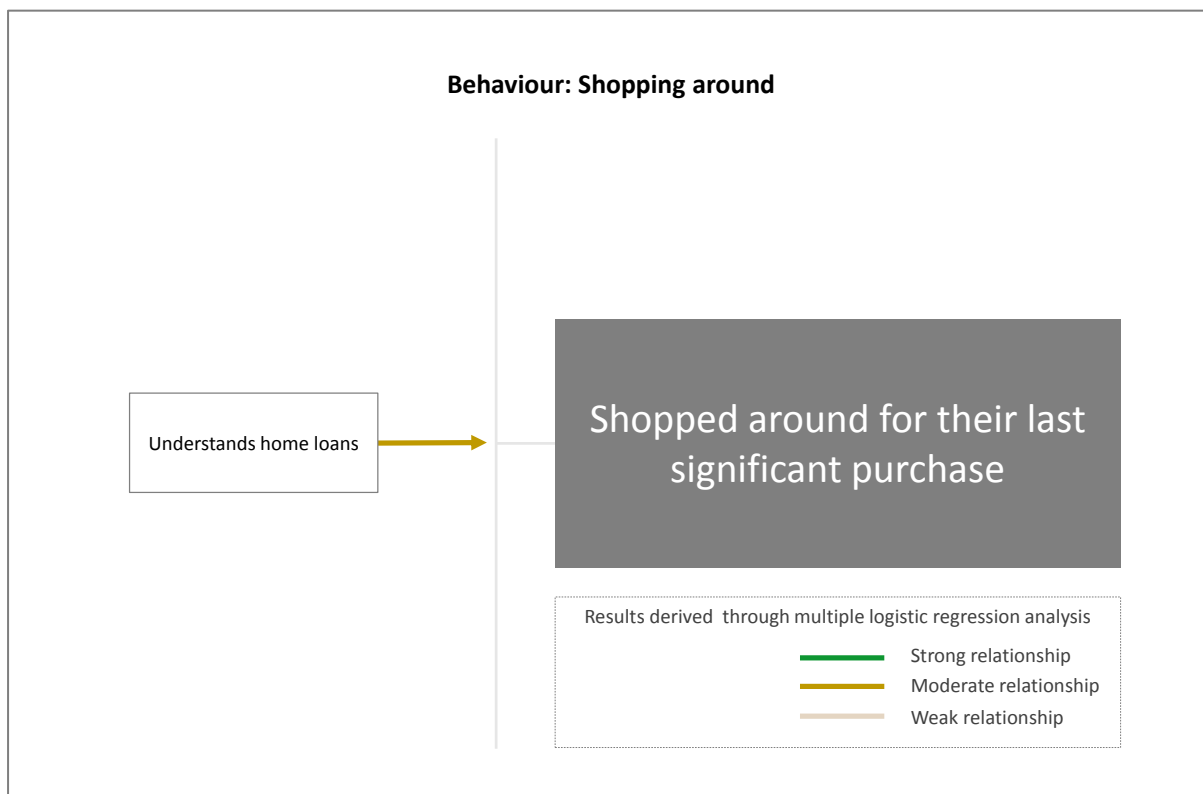 Behaviour: Shopping around
Understands home loans
Shopped around for their last
significant purchase
Results derived  through multiple logistic regression analysis
Strong relationship
Moderate relationship
Weak relationship